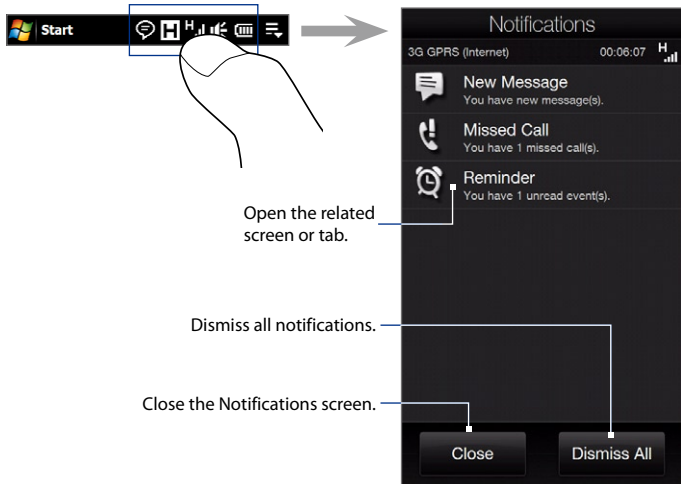 Start
H
H
Notifications
3G GPRS (Internet) 00:06:07 H
New Message
You have new message(s).
Missed Call
You have 1 missed call(s).
Reminder
You have 1 unread event(s).
Open the related
screen or tab.
Dismiss all notifications.
Close the Notifications screen.
Close Dismiss All